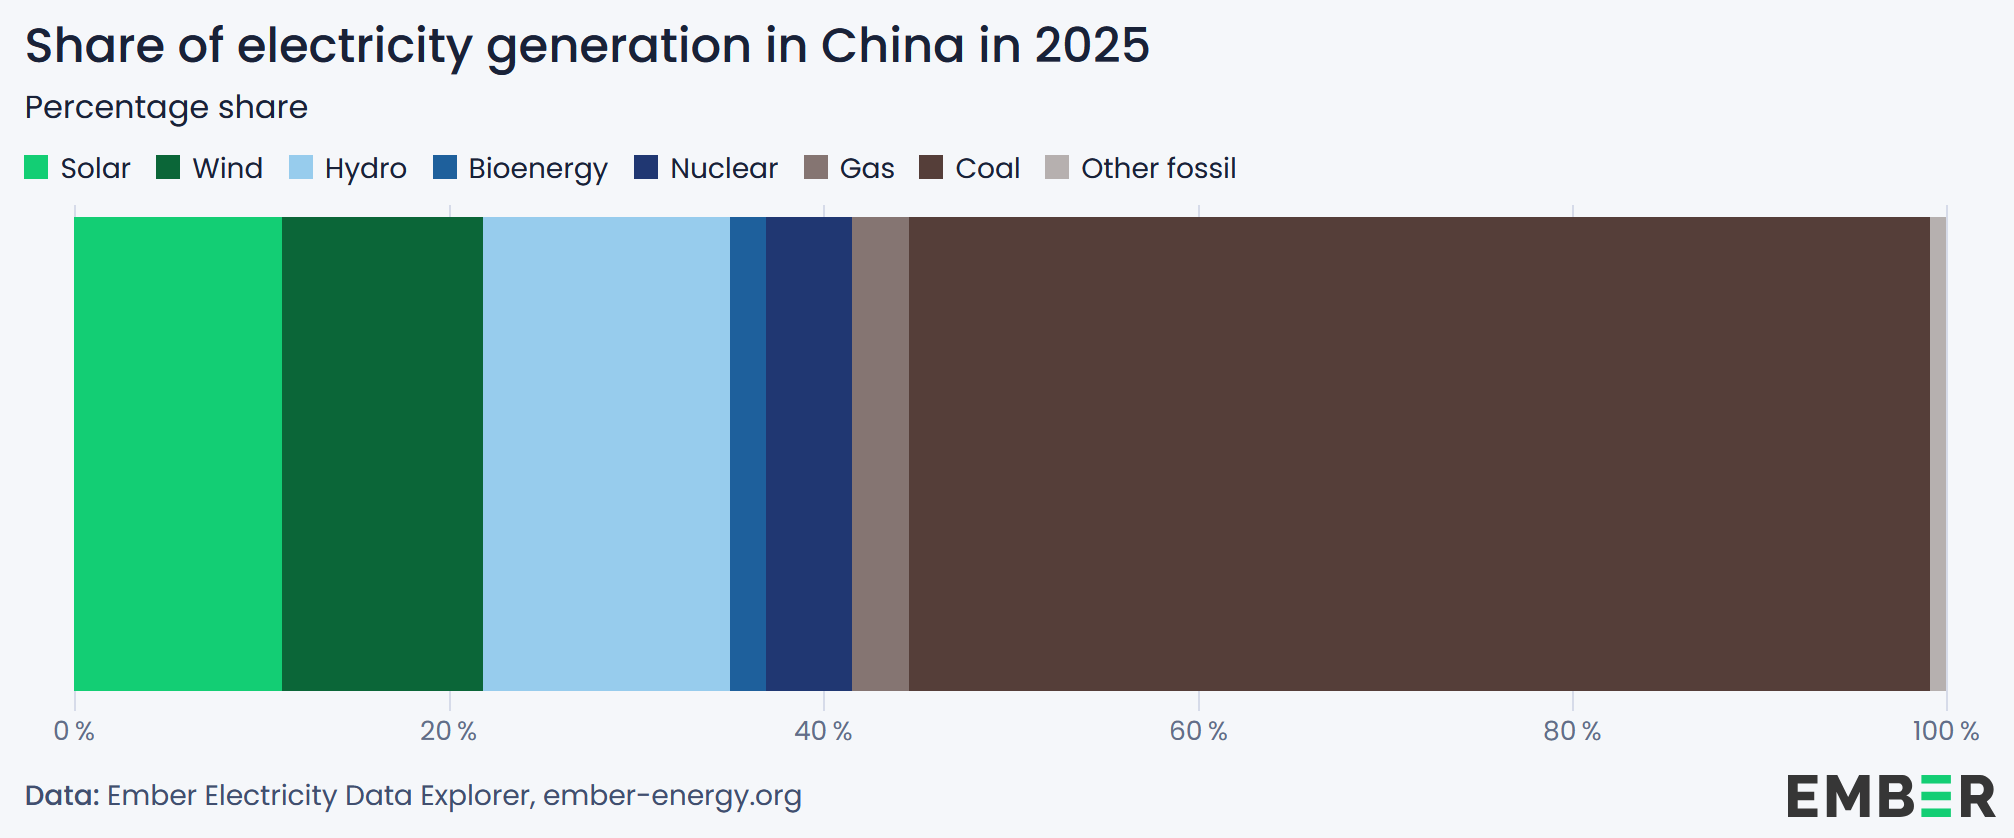 Share of electricity generation in China in 2025
Percentage share
Solar Wind Hydro Bioenergy Nuclear Gas Coal Other fossil
0 % 20 % 40 % 60 % 80 % 100 %
Data: Ember Electricity Data Explorer, ember-energy.org
EMBER